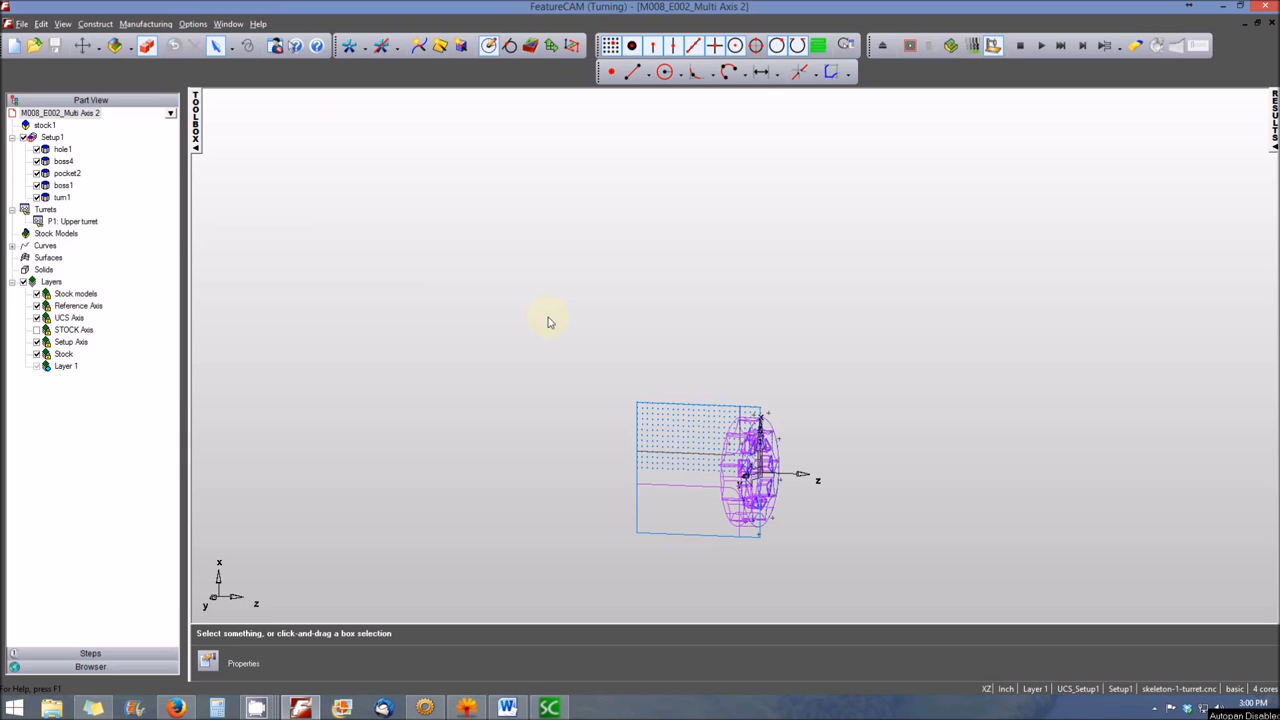 FeatureCAM (Turning) - [M008_E002_Multi Axis 2]
File Edit View Construct Manufacturing Options Window Help
Part View
M008_E002_Multi Axis 2
stock1
Setup1
hole1
boss4
pocket2
boss1
turn1
Turrets
P1: Upper turret
Stock Models
Curves
Surfaces
Solids
Layers
Stock models
Reference Axis
UCS Axis
STOCK Axis
Setup Axis
Stock
Layer 1
Steps
Browser
TOOLBOX
RESULTS
x
z
y
x
y
z
Select something, or click-and-drag a box selection
Properties
For Help, press F1
XZ Inch Layer 1 UCS_Setup1 Setup1 skeleton-1-turret.cnc basic 4 cores
SC
3:00 PM
Autopan Disable